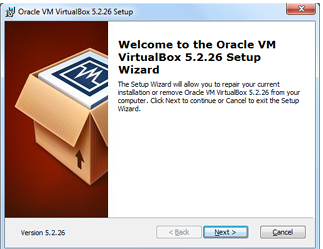 Oracle VM VirtualBox 5.2.26 Setup
Welcome to the Oracle VM
VirtualBox 5.2.26 Setup
Wizard
The Setup Wizard will allow you to repair your current
installation or remove Oracle VM VirtualBox 5.2.26 from your
computer. Click Next to continue or Cancel to exit the Setup
Wizard.
Version 5.2.26
< Back
Next >
Cancel